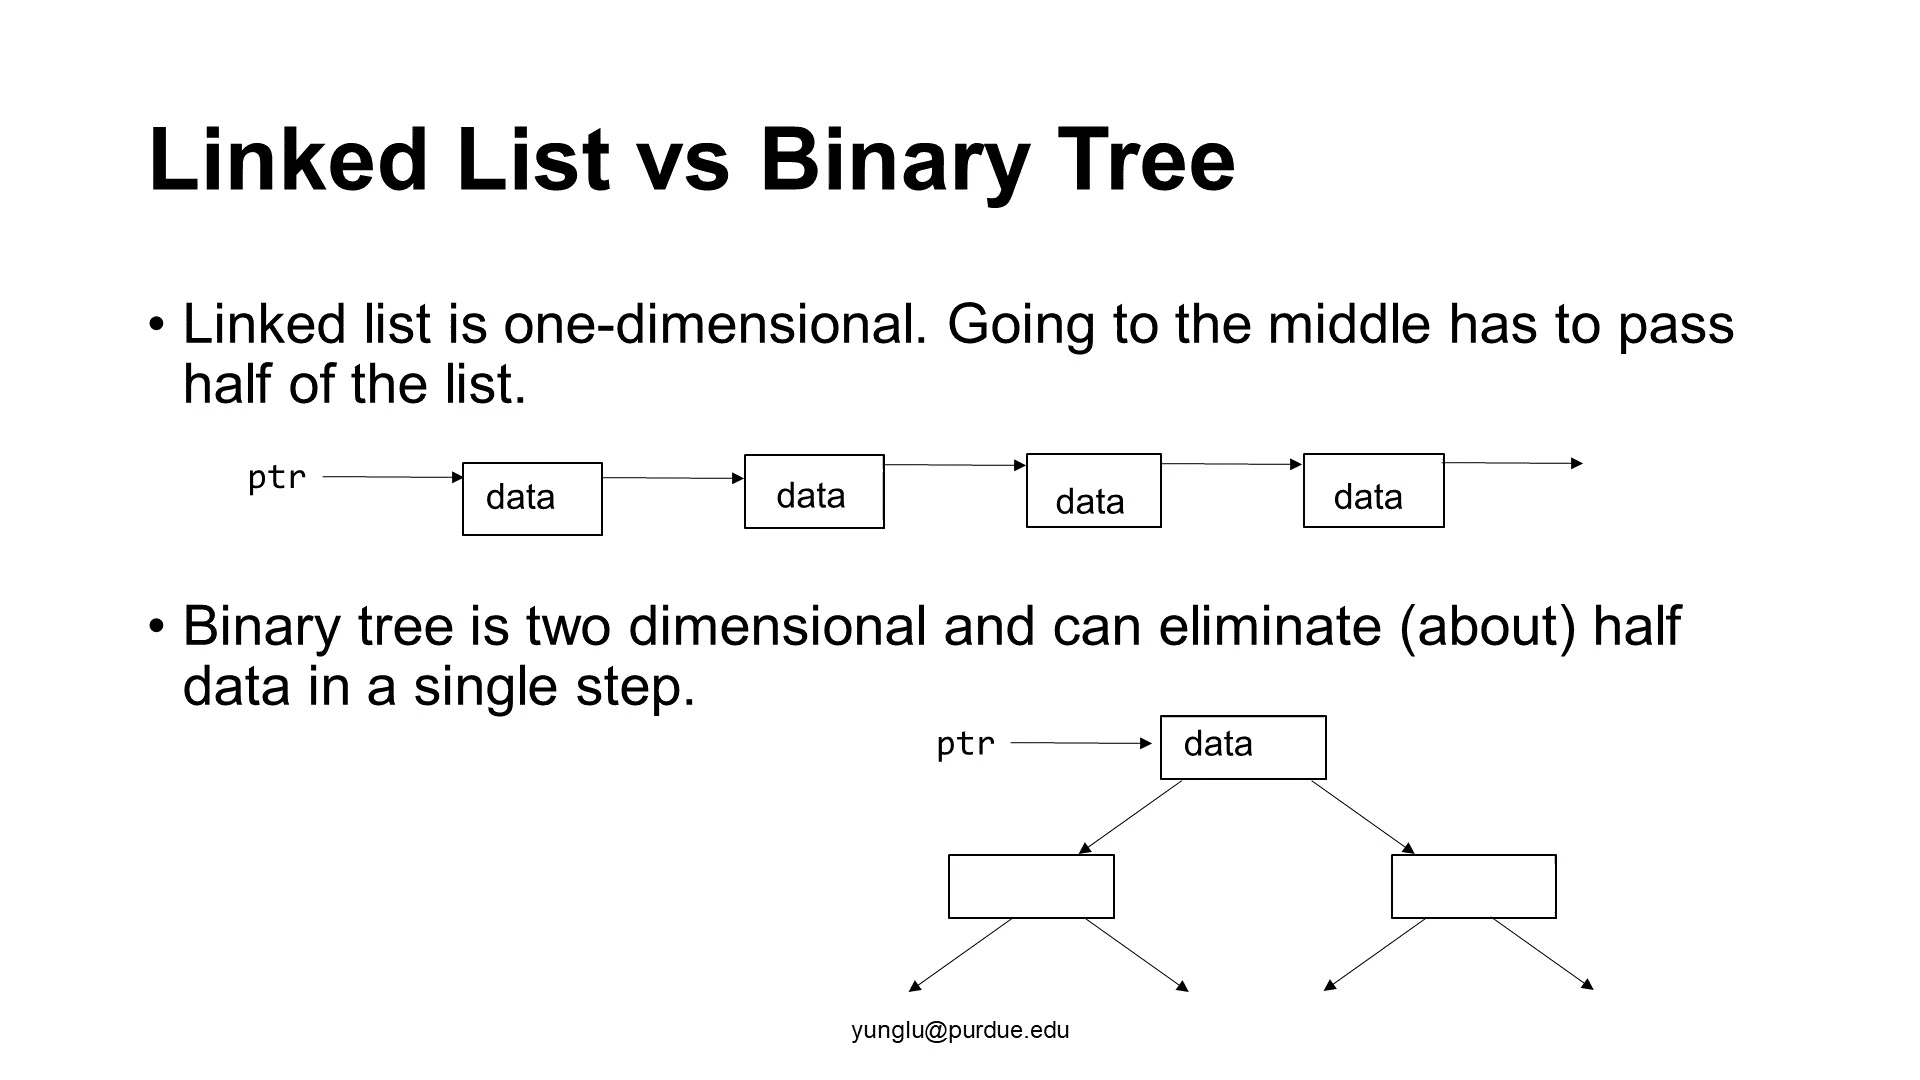 Linked List vs Binary Tree
• Linked list is one-dimensional. Going to the middle has to pass
half of the list.
ptr data data data data
• Binary tree is two dimensional and can eliminate (about) half
data in a single step.
ptr data
yunglu@purdue.edu